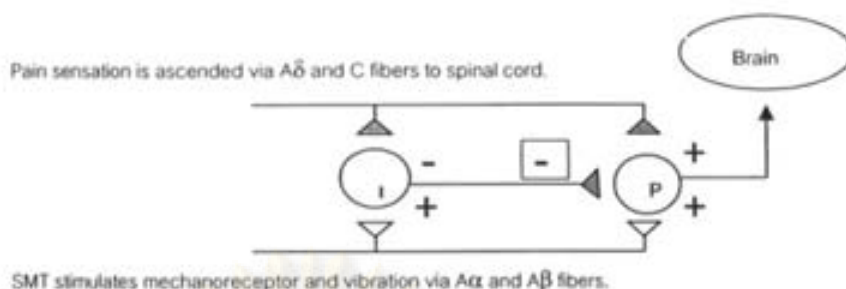 Brain
Pain sensation is ascended via Aδ and C fibers to spinal cord.
- - +
I P
+ +
SMT stimulates mechanoreceptor and vibration via Aα and Aβ fibers.